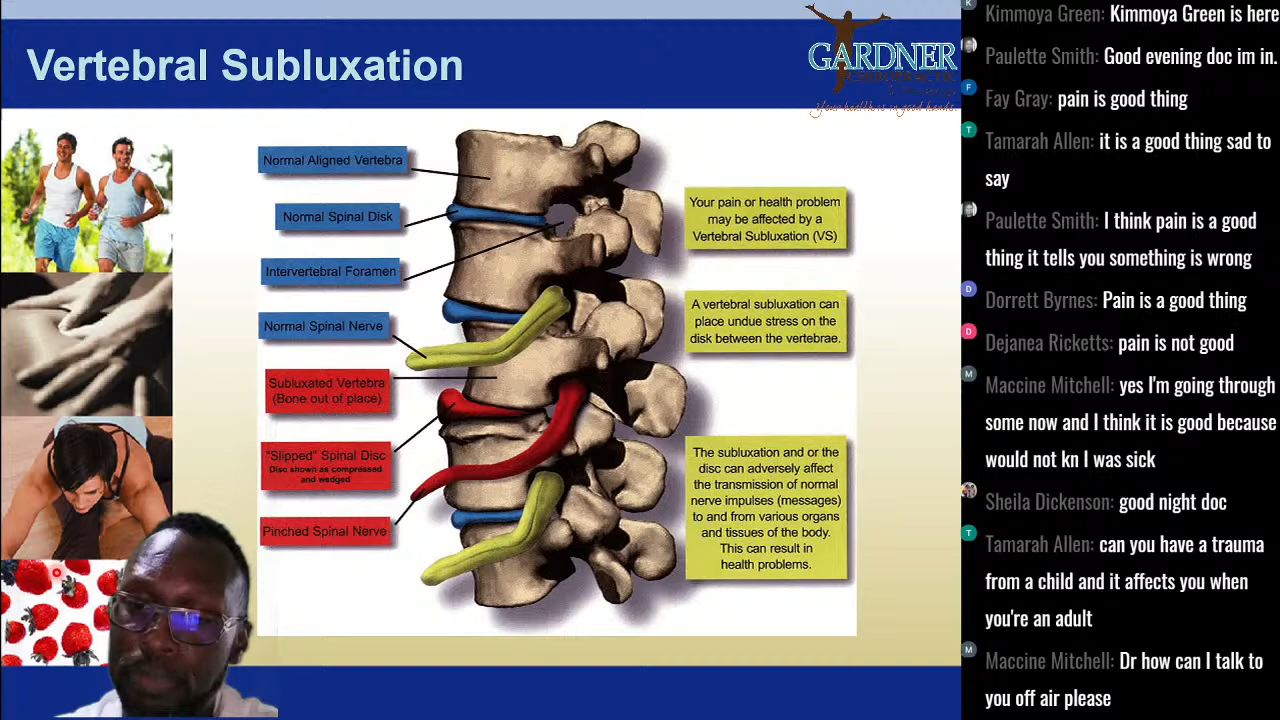 Vertebral Subluxation
GARDNER
CHIROPRACTIC
Your health is in good hands.
Normal Aligned Vertebra
Normal Spinal Disk
Intervertebral Foramen
Normal Spinal Nerve
Subluxated Vertebra
(Bone out of place)
"Slipped" Spinal Disc
Disc shown as compressed
and wedged
Pinched Spinal Nerve
Your pain or health problem
may be affected by a
Vertebral Subluxation (VS)
A vertebral subluxation can
place undue stress on the
disk between the vertebrae.
The subluxation and or the
disc can adversely affect
the transmission of normal
nerve impulses (messages)
to and from various organs
and tissues of the body.
This can result in
health problems.
K
Kimmoya Green: Kimmoya Green is here
Paulette Smith: Good evening doc im in.
F
Fay Gray: pain is good thing
T
Tamarah Allen: it is a good thing sad to
say
Paulette Smith: I think pain is a good
thing it tells you something is wrong
D
Dorrett Byrnes: Pain is a good thing
D
Dejanea Ricketts: pain is not good
M
Maccine Mitchell: yes I'm going through
some now and I think it is good because
would not kn I was sick
Sheila Dickenson: good night doc
T
Tamarah Allen: can you have a trauma
from a child and it affects you when
you're an adult
M
Maccine Mitchell: Dr how can I talk to
you off air please